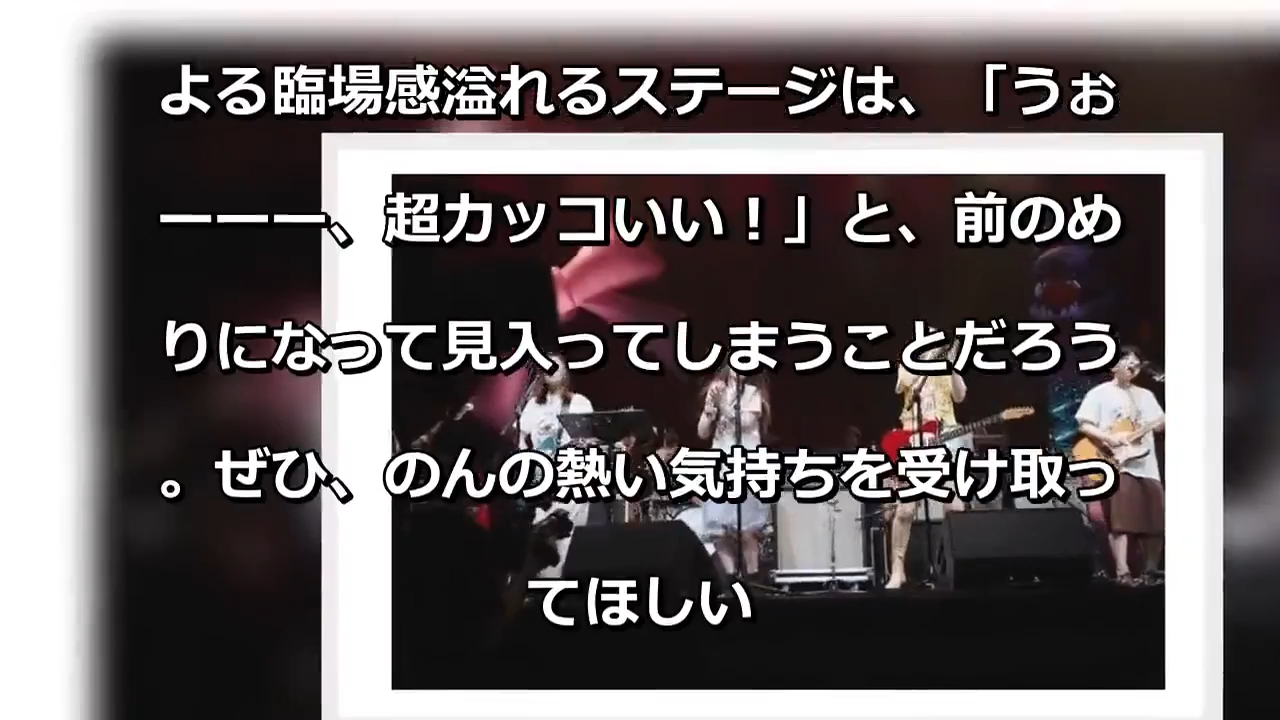 よる臨場感溢れるステージは、「うぉ
ーーー、超カッコいい！」と、前のめ
りになって見入ってしまうことだろう
。ぜひ、のんの熱い気持ちを受け取っ
てほしい